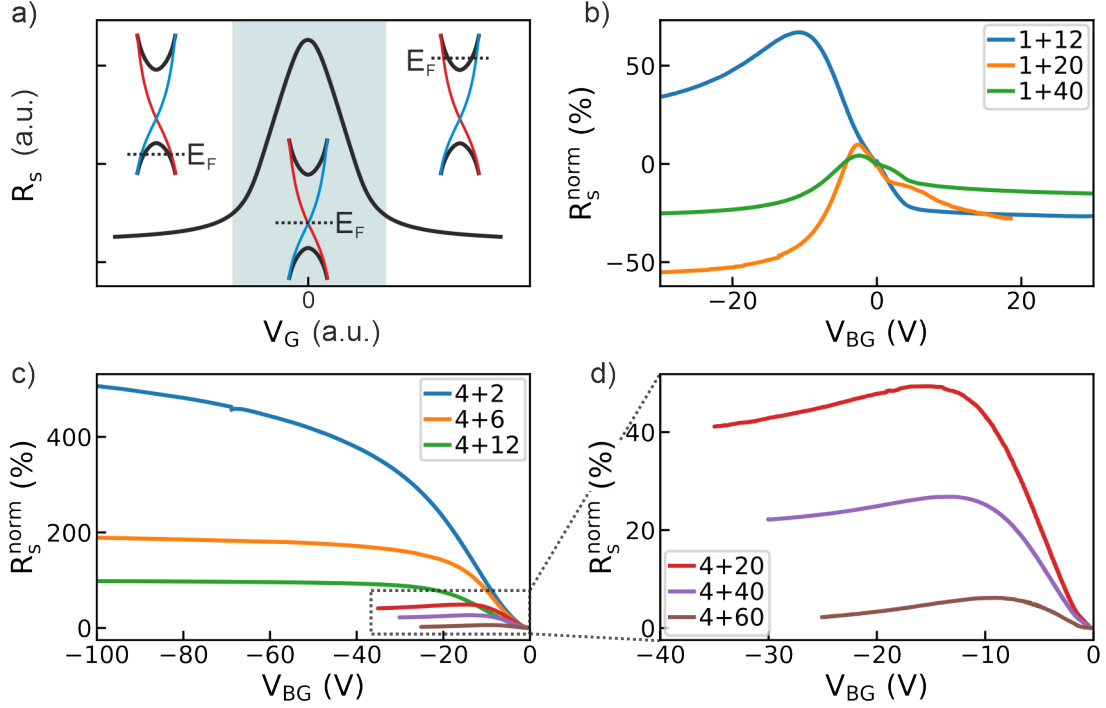 a)
R_s (a.u.)
E_F
E_F
E_F
0
V_G (a.u.)
b)
R_s^norm (%)
50
0
−50
1+12
1+20
1+40
−20
0
20
V_BG (V)
c)
R_s^norm (%)
400
200
0
4+2
4+6
4+12
−100
−80
−60
−40
−20
0
V_BG (V)
d)
R_s^norm (%)
40
20
0
4+20
4+40
4+60
−40
−30
−20
−10
0
V_BG (V)